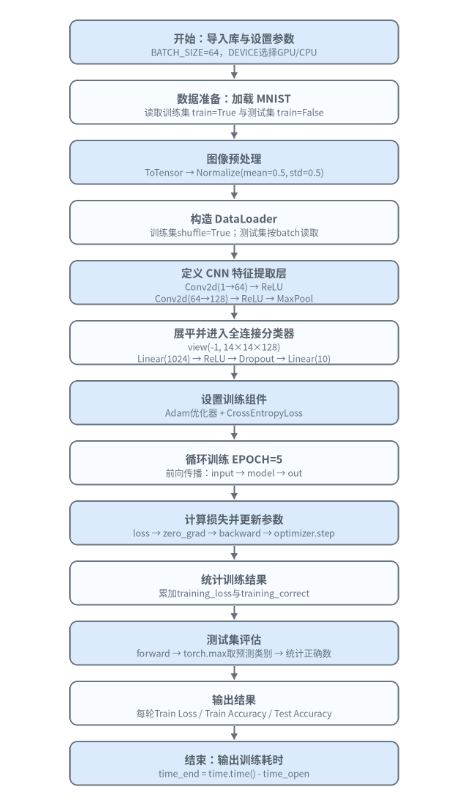 开始：导入库与设置参数
BATCH_SIZE=64，DEVICE选择GPU/CPU
数据准备：加载 MNIST
读取训练集 train=True 与测试集 train=False
图像预处理
ToTensor → Normalize(mean=0.5, std=0.5)
构造 DataLoader
训练集shuffle=True；测试集按batch读取
定义 CNN 特征提取层
Conv2d(1→64) → ReLU
Conv2d(64→128) → ReLU → MaxPool
展平并进入全连接分类器
view(-1, 14×14×128)
Linear(1024) → ReLU → Dropout → Linear(10)
设置训练组件
Adam优化器 + CrossEntropyLoss
循环训练 EPOCH=5
前向传播：input → model → out
计算损失并更新参数
loss → zero_grad → backward → optimizer.step
统计训练结果
累加training_loss与training_correct
测试集评估
forward → torch.max取预测类别 → 统计正确数
输出结果
每轮Train Loss / Train Accuracy / Test Accuracy
结束：输出训练耗时
time_end = time.time() - time_open